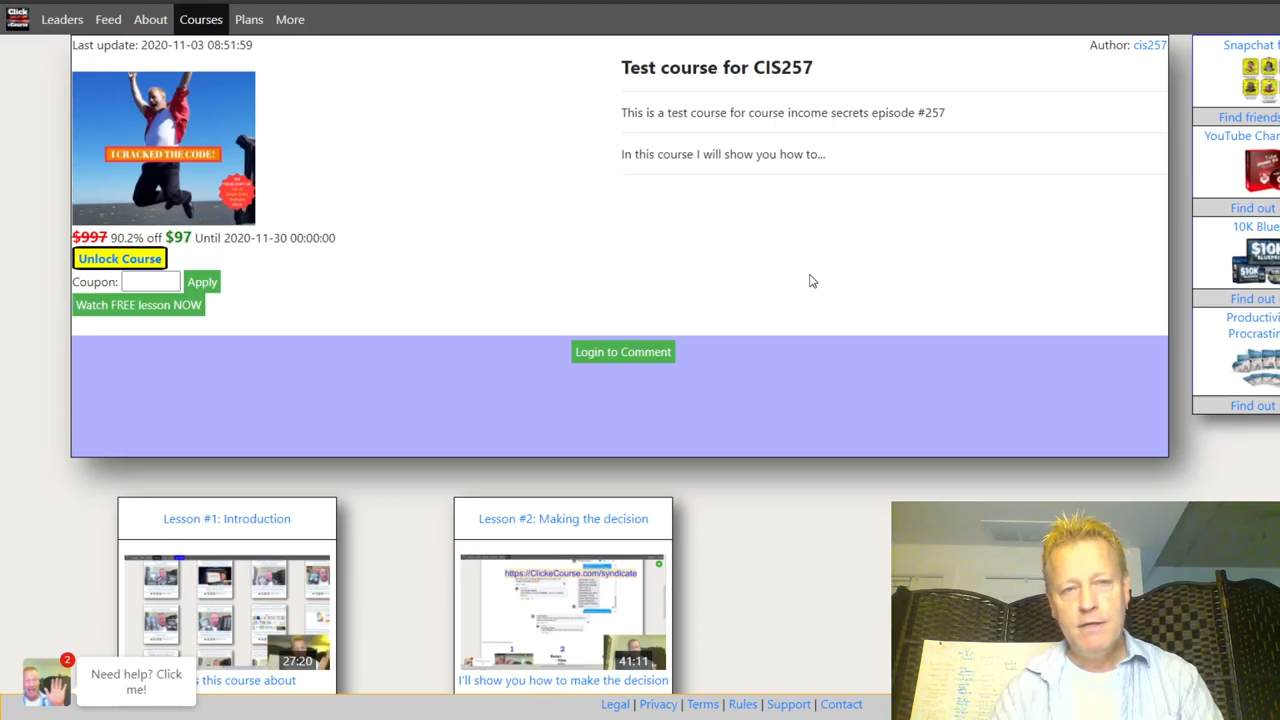 Click
eCourse
Leaders Feed About Courses Plans More
Last update: 2020-11-03 08:51:59
Author: cis257
Test course for CIS257
This is a test course for course income secrets episode #257
In this course I will show you how to...
I CRACKED THE CODE!
$997 90.2% off $97 Until 2020-11-30 00:00:00
Unlock Course
Coupon: Apply
Watch FREE lesson NOW
Login to Comment
Snapchat f
Find friends
YouTube Chan
Find out
10K Blue
$10K
Find out
Productivi
Procrastin
Find out
Lesson #1: Introduction
27:20
s this course about
Lesson #2: Making the decision
https://ClickeCourse.com/syndicate
1 2
41:11
I'll show you how to make the decision
2
Need help? Click
me!
Legal | Privacy | Terms | Rules | Support | Contact